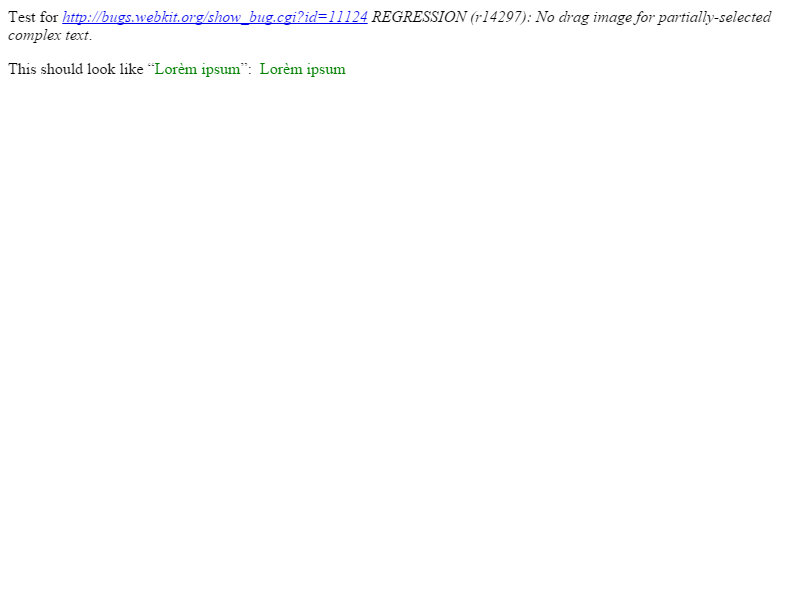 Test for http://bugs.webkit.org/show_bug.cgi?id=11124 REGRESSION (r14297): No drag image for partially-selected
complex text.
This should look like “Lorèm ipsum”: Lorèm ipsum